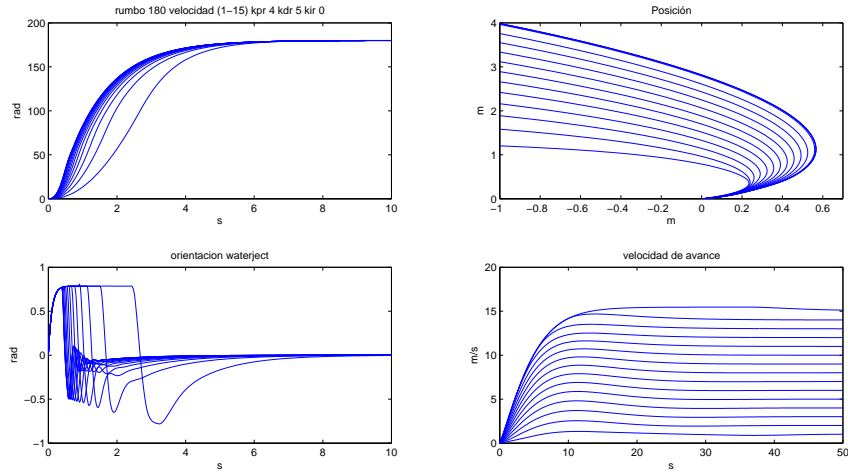 rumbo 180 velocidad (1−15) kpr 4 kdr 5 kir 0
200
150
100
50
0
rad
0 2 4 6 8 10
s
Posición
4
3
2
1
0
m
−1 −0.8 −0.6 −0.4 −0.2 0 0.2 0.4 0.6
m
orientacion waterject
1
0.5
0
−0.5
−1
rad
0 2 4 6 8 10
s
velocidad de avance
20
15
10
5
0
m/s
0 10 20 30 40 50
s